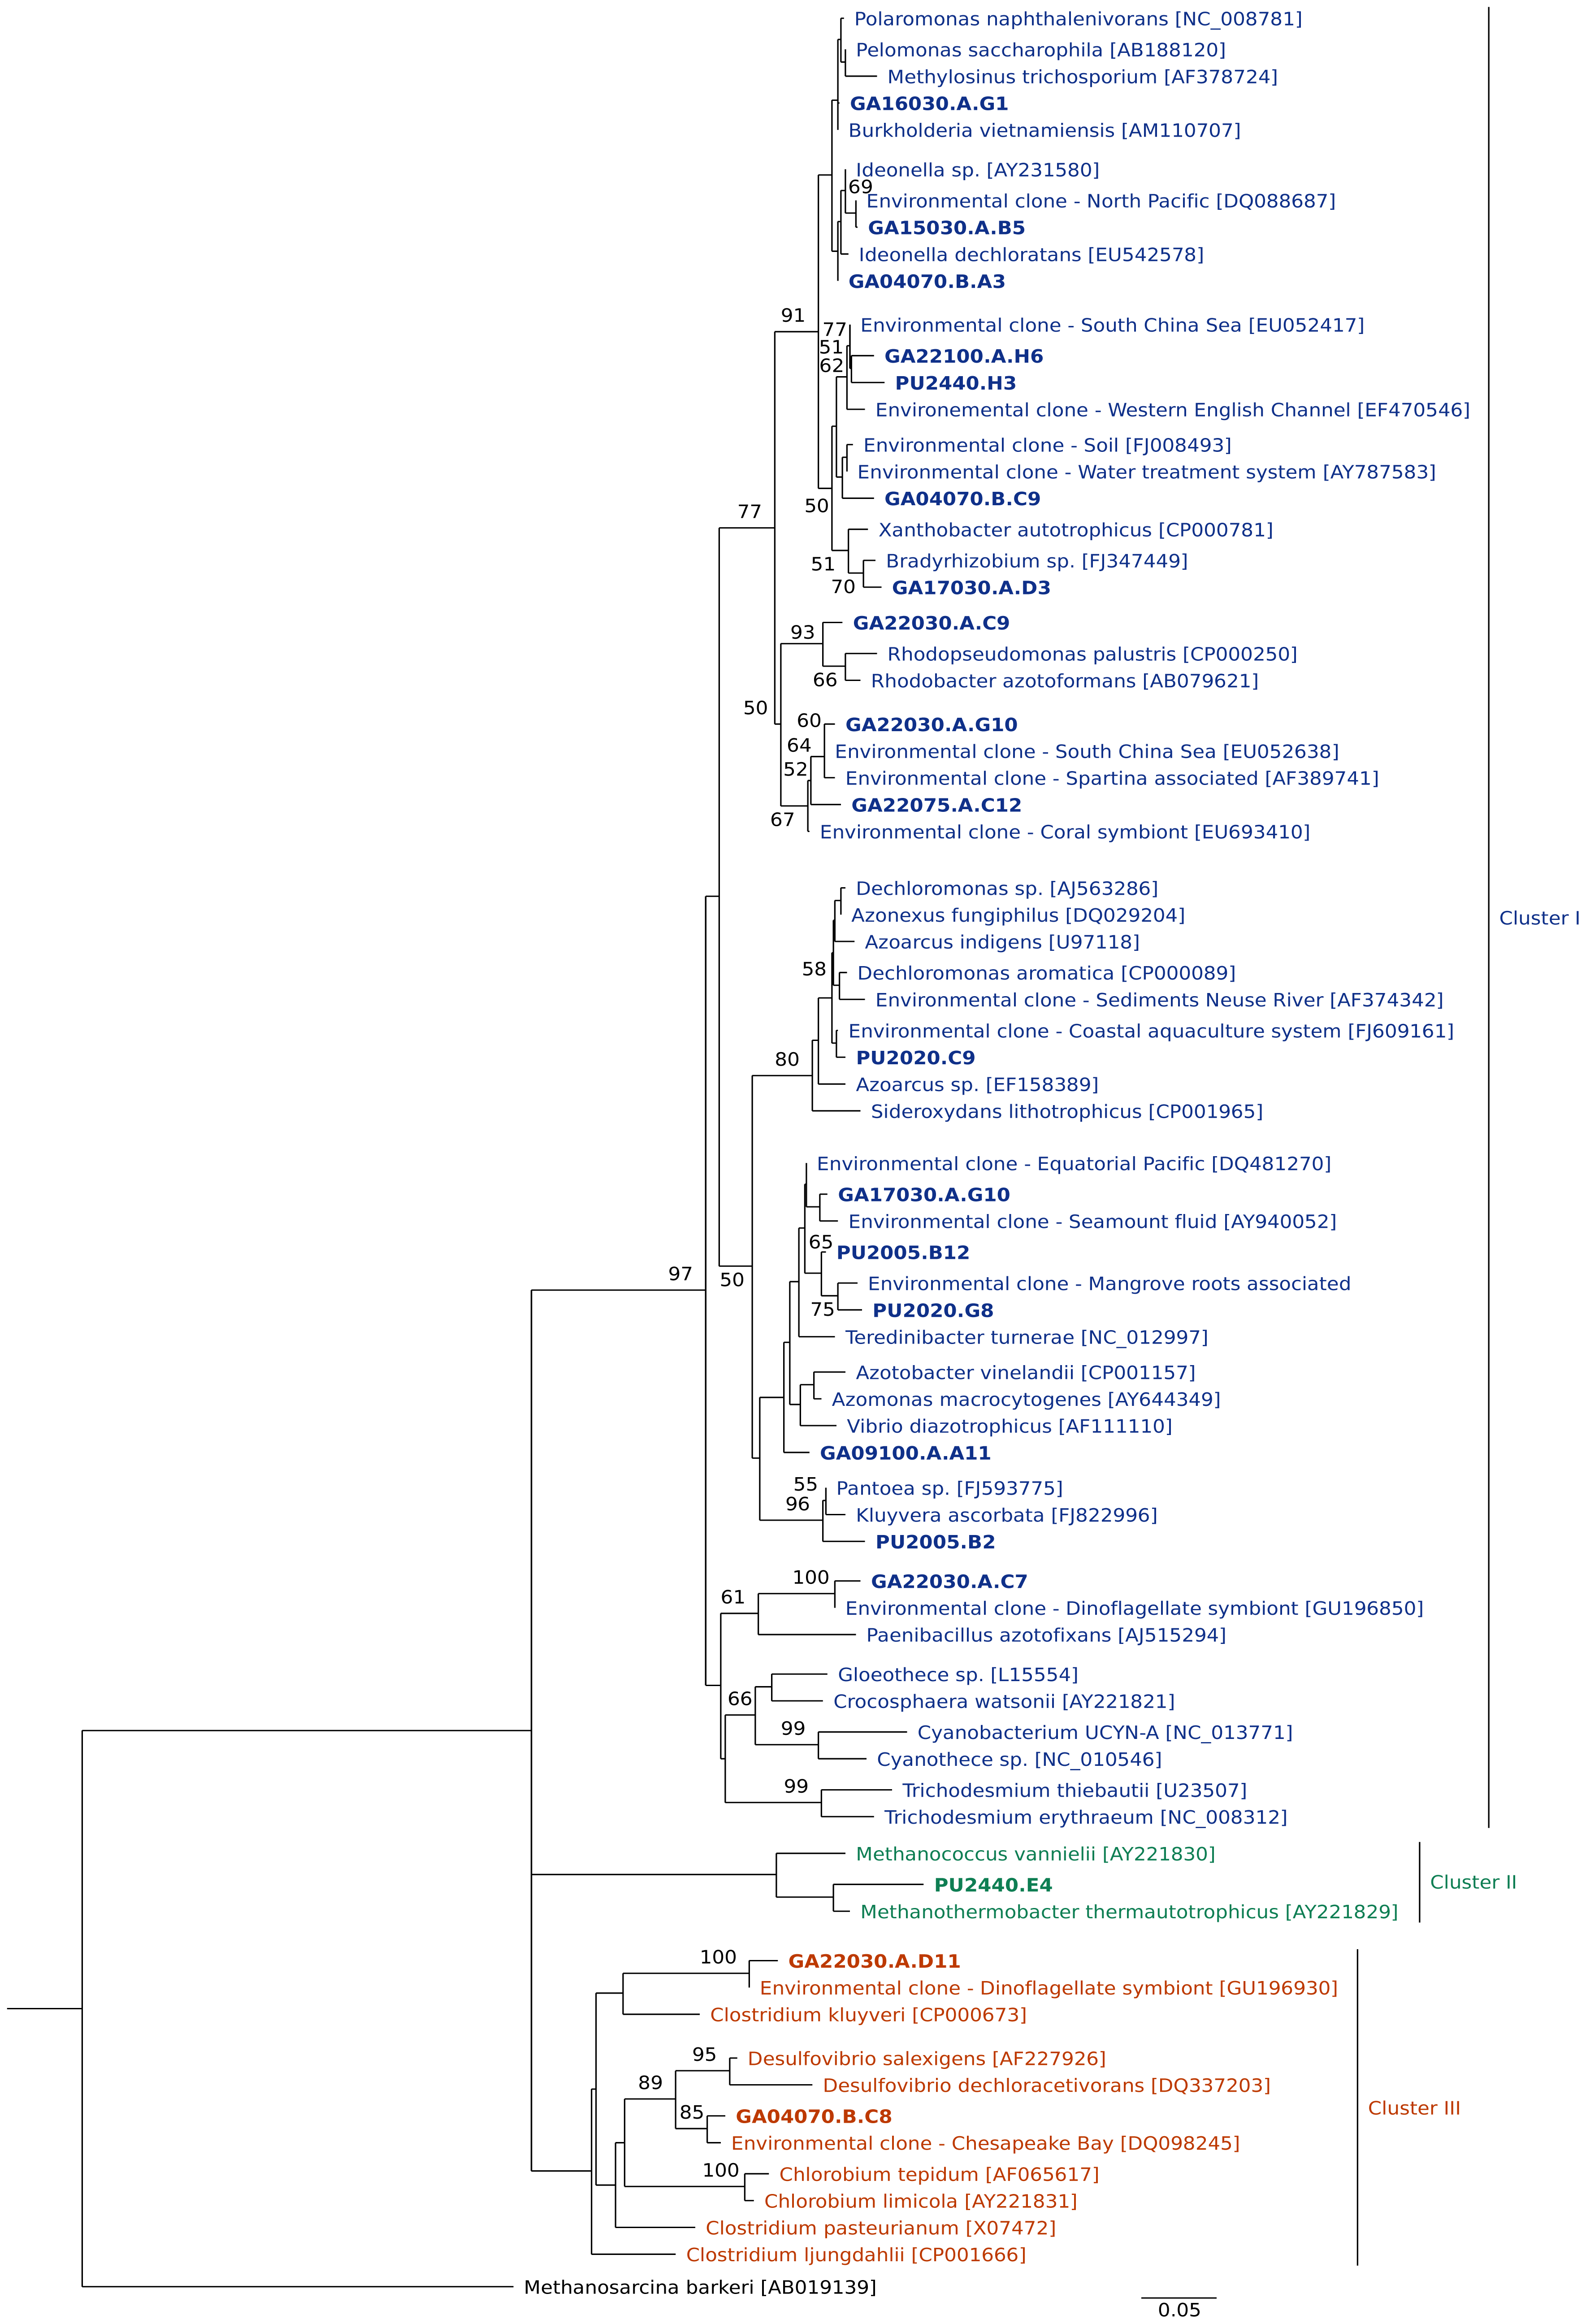 Polaromonas naphthalenivorans [NC_008781]
Pelomonas saccharophila [AB188120]
Methylosinus trichosporium [AF378724]
GA16030.A.G1
Burkholderia vietnamiensis [AM110707]
Ideonella sp. [AY231580]
69
Environmental clone - North Pacific [DQ088687]
GA15030.A.B5
Ideonella dechloratans [EU542578]
GA04070.B.A3
91
77
Environmental clone - South China Sea [EU052417]
51
GA22100.A.H6
62
PU2440.H3
Environemental clone - Western English Channel [EF470546]
Environmental clone - Soil [FJ008493]
Environmental clone - Water treatment system [AY787583]
GA04070.B.C9
50
77
Xanthobacter autotrophicus [CP000781]
51
Bradyrhizobium sp. [FJ347449]
70
GA17030.A.D3
GA22030.A.C9
93
Rhodopseudomonas palustris [CP000250]
66
Rhodobacter azotoformans [AB079621]
50
60
GA22030.A.G10
64
Environmental clone - South China Sea [EU052638]
52
Environmental clone - Spartina associated [AF389741]
GA22075.A.C12
67
Environmental clone - Coral symbiont [EU693410]
Dechloromonas sp. [AJ563286]
Azonexus fungiphilus [DQ029204]
Cluster I
Azoarcus indigens [U97118]
58
Dechloromonas aromatica [CP000089]
Environmental clone - Sediments Neuse River [AF374342]
Environmental clone - Coastal aquaculture system [FJ609161]
80
PU2020.C9
Azoarcus sp. [EF158389]
Sideroxydans lithotrophicus [CP001965]
Environmental clone - Equatorial Pacific [DQ481270]
GA17030.A.G10
Environmental clone - Seamount fluid [AY940052]
65
PU2005.B12
97
50
Environmental clone - Mangrove roots associated
75
PU2020.G8
Teredinibacter turnerae [NC_012997]
Azotobacter vinelandii [CP001157]
Azomonas macrocytogenes [AY644349]
Vibrio diazotrophicus [AF111110]
GA09100.A.A11
55
Pantoea sp. [FJ593775]
96
Kluyvera ascorbata [FJ822996]
PU2005.B2
100
GA22030.A.C7
61
Environmental clone - Dinoflagellate symbiont [GU196850]
Paenibacillus azotofixans [AJ515294]
Gloeothece sp. [L15554]
66
Crocosphaera watsonii [AY221821]
99
Cyanobacterium UCYN-A [NC_013771]
Cyanothece sp. [NC_010546]
99
Trichodesmium thiebautii [U23507]
Trichodesmium erythraeum [NC_008312]
Methanococcus vannielii [AY221830]
PU2440.E4
Cluster II
Methanothermobacter thermautotrophicus [AY221829]
100
GA22030.A.D11
Environmental clone - Dinoflagellate symbiont [GU196930]
Clostridium kluyveri [CP000673]
95
Desulfovibrio salexigens [AF227926]
89
Desulfovibrio dechloracetivorans [DQ337203]
85
GA04070.B.C8
Cluster III
Environmental clone - Chesapeake Bay [DQ098245]
100
Chlorobium tepidum [AF065617]
Chlorobium limicola [AY221831]
Clostridium pasteurianum [X07472]
Clostridium ljungdahlii [CP001666]
Methanosarcina barkeri [AB019139]
0.05